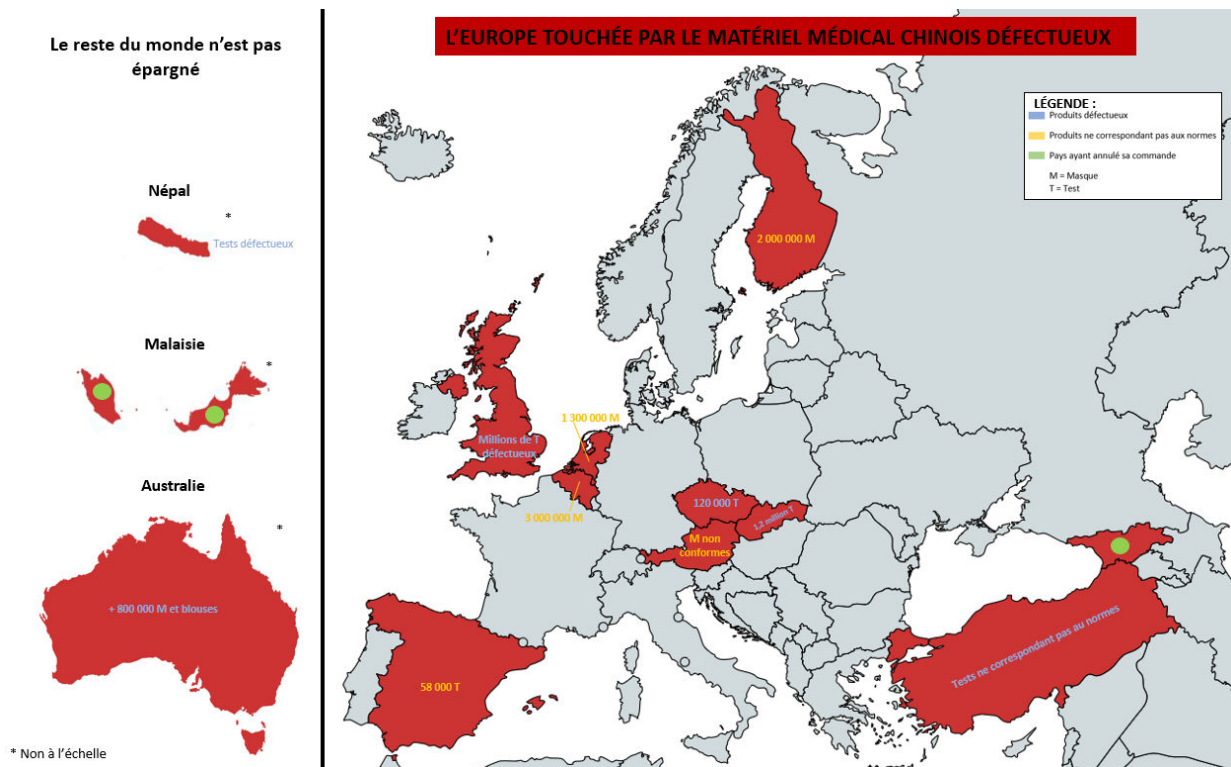 Le reste du monde n'est pas
épargné
Népal
*
Tests défectueux
Malaisie
*
Australie
*
+ 800 000 M et blouses
* Non à l'échelle
L'EUROPE TOUCHÉE PAR LE MATÉRIEL MÉDICAL CHINOIS DÉFECTUEUX
LÉGENDE :
Produits défectueux
Produits ne correspondant pas aux normes
Pays ayant annulé sa commande
M = Masque
T = Test
2 000 000 M
1 300 000 M
Millions de T
défectueux
3 000 000 M
120 000 T
1,2 million T
M non
conformes
58 000 T
Tests ne correspondant pas au normes